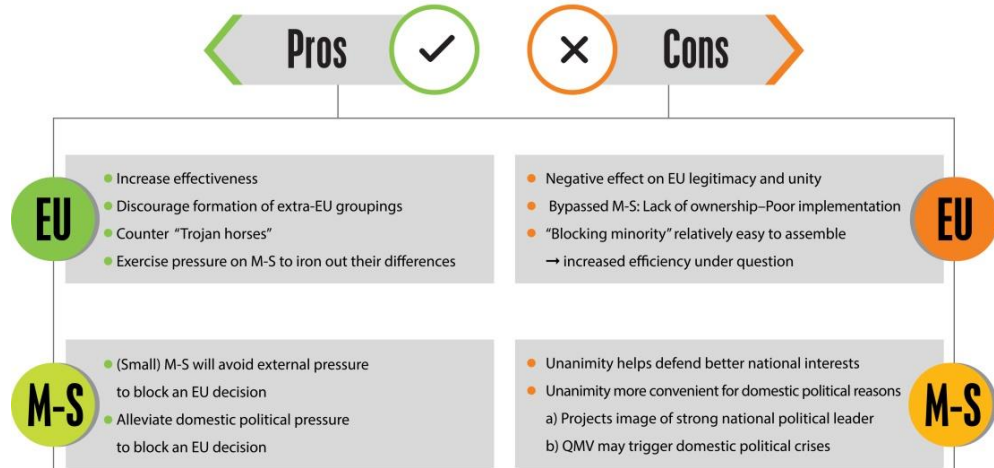 Pros
Cons
EU
● Increase effectiveness
● Discourage formation of extra-EU groupings
● Counter “Trojan horses”
● Exercise pressure on M-S to iron out their differences
● Negative effect on EU legitimacy and unity
● Bypassed M-S: Lack of ownership–Poor implementation
● “Blocking minority” relatively easy to assemble
→ increased efficiency under question
EU
M-S
● (Small) M-S will avoid external pressure
to block an EU decision
● Alleviate domestic political pressure
to block an EU decision
● Unanimity helps defend better national interests
● Unanimity more convenient for domestic political reasons
a) Projects image of strong national political leader
b) QMV may trigger domestic political crises
M-S